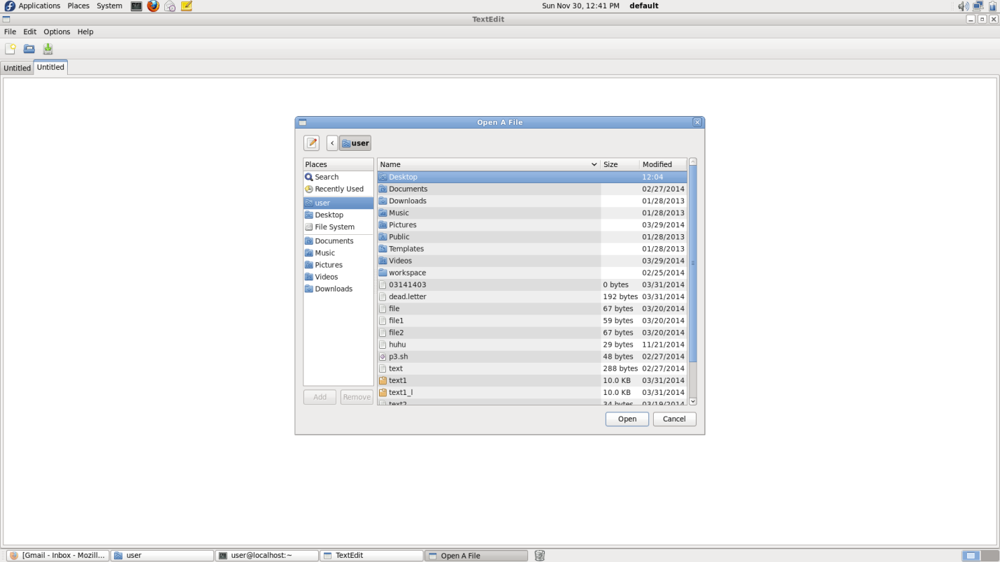 Applications Places System Sun Nov 30, 12:41 PM default
TextEdit
File Edit Options Help
Untitled Untitled
Open A File
user
Places Name Size Modified
Search Desktop 12:04
Recently Used Documents 02/27/2014
Downloads 01/28/2013
user Music 01/28/2013
Desktop Pictures 03/29/2014
File System Public 01/28/2013
Documents Templates 01/28/2013
Music Videos 03/29/2014
Pictures workspace 02/25/2014
Videos 03141403 0 bytes 03/31/2014
Downloads dead.letter 192 bytes 03/31/2014
file 67 bytes 03/20/2014
file1 59 bytes 03/20/2014
file2 67 bytes 03/20/2014
huhu 29 bytes 11/21/2014
p3.sh 48 bytes 02/27/2014
text 288 bytes 02/27/2014
text1 10.0 KB 03/31/2014
text1_l 10.0 KB 03/31/2014
text2 34 bytes 03/19/2014
Add Remove
Open Cancel
[Gmail - Inbox - Mozill... user user@localhost:~ TextEdit Open A File